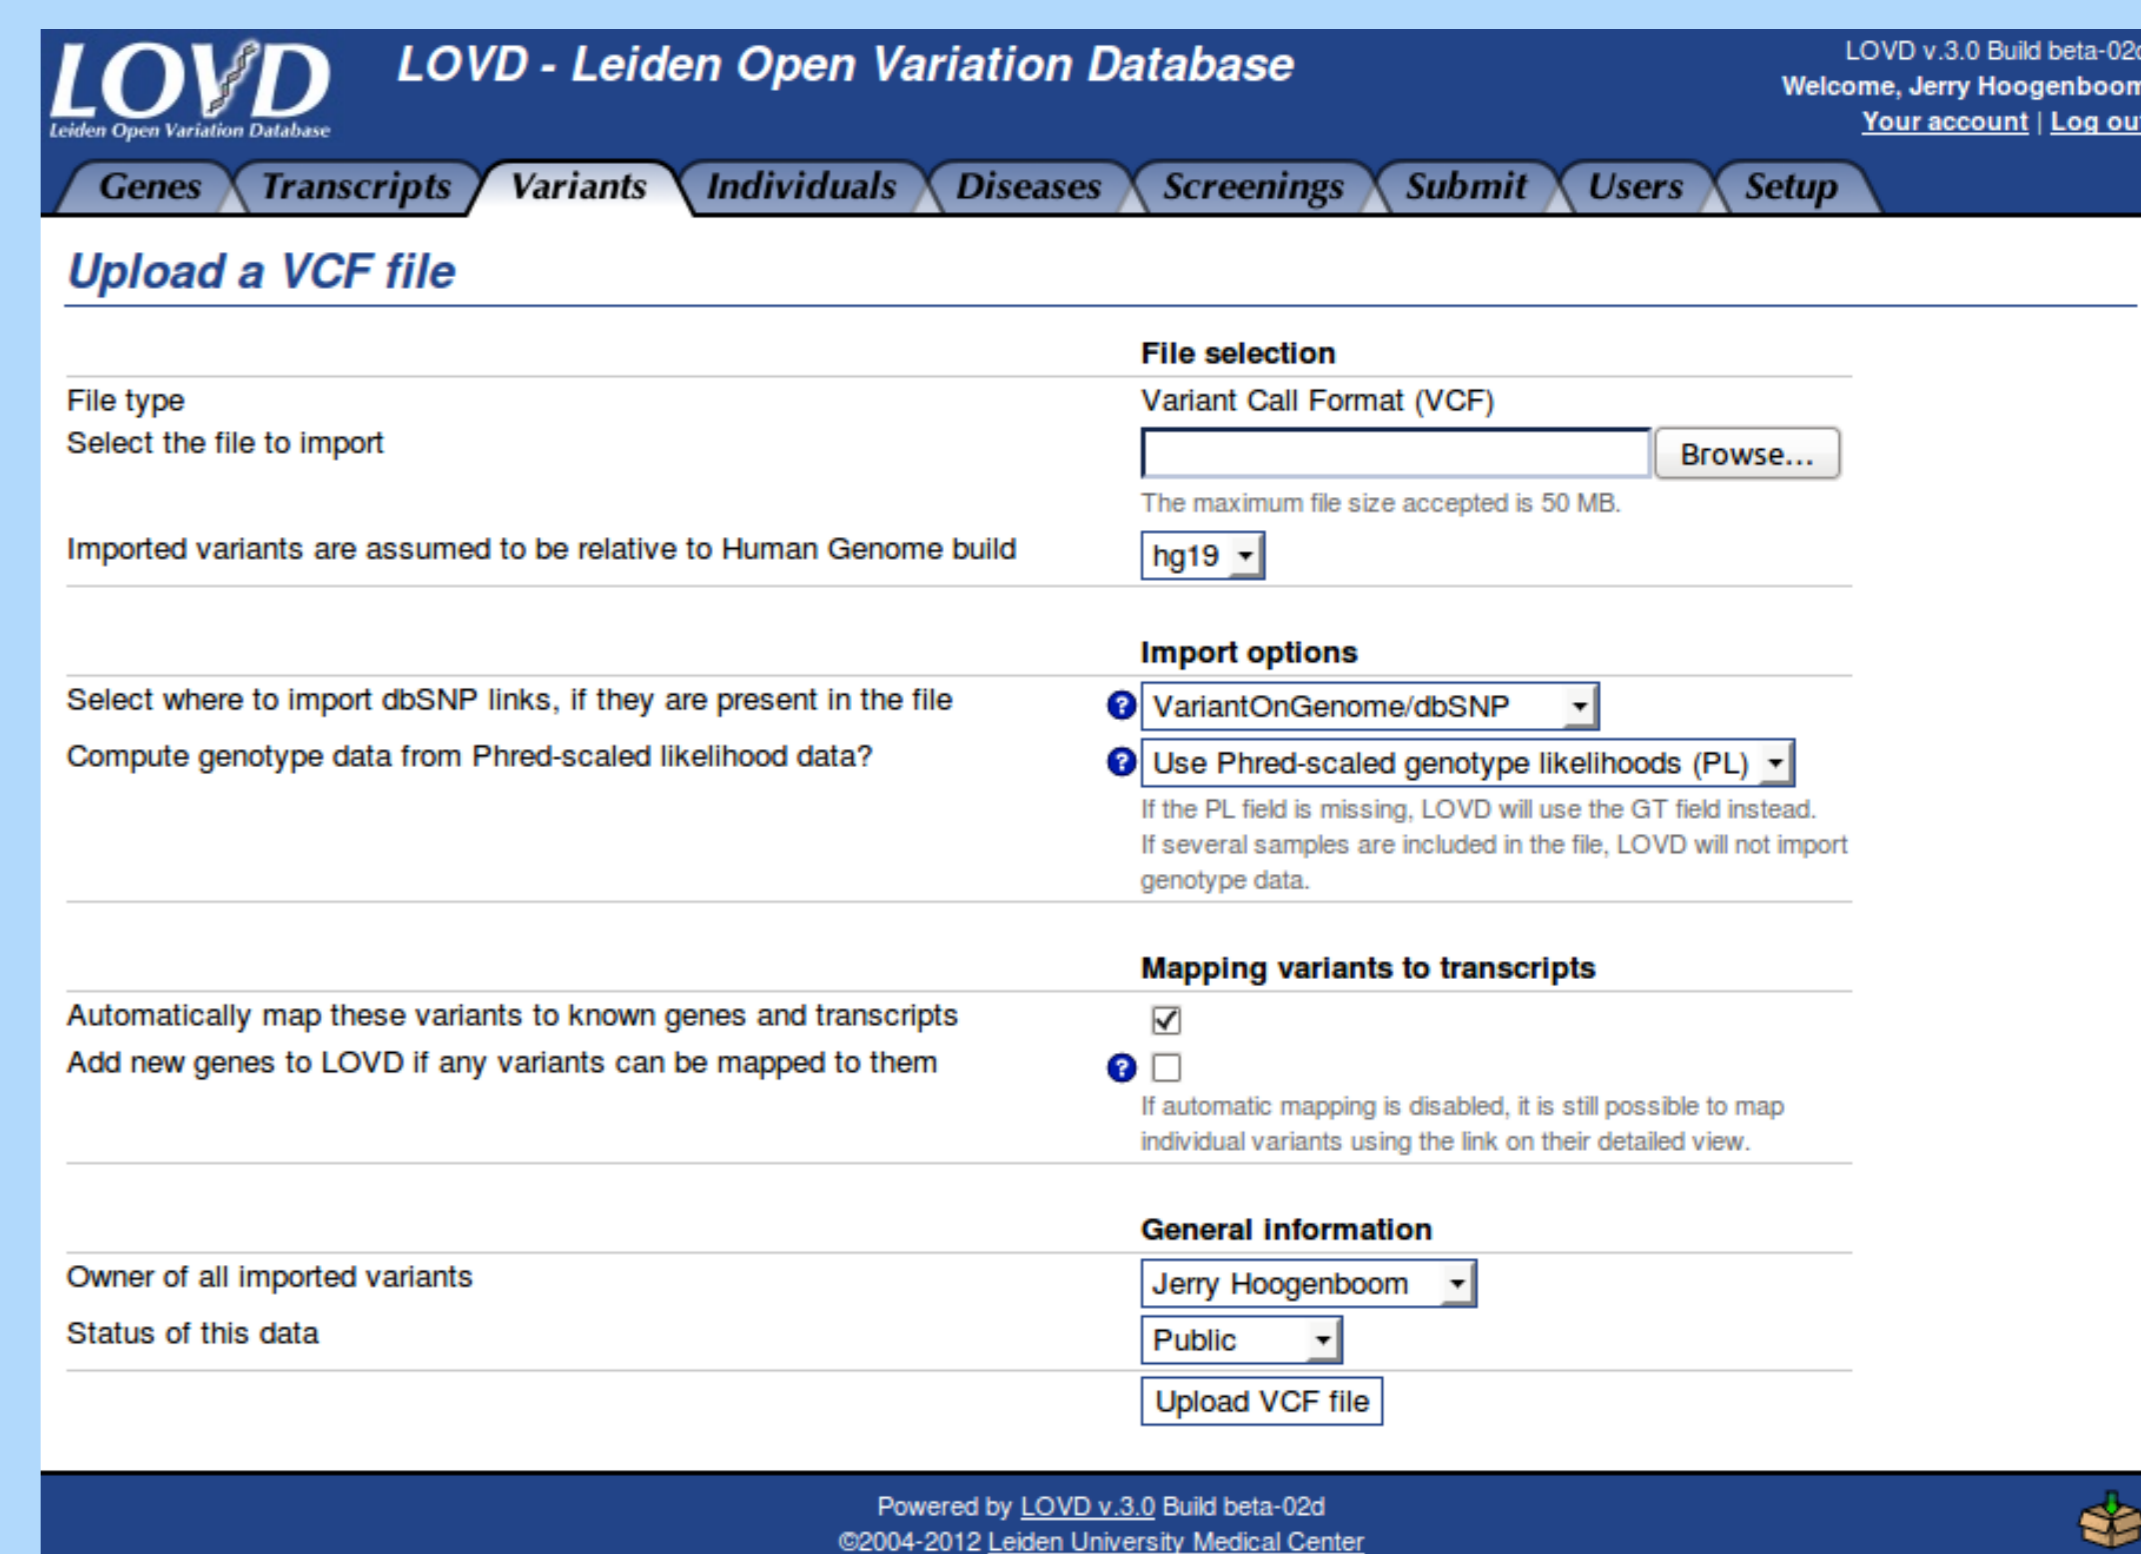 LOVD
Leiden Open Variation Database
LOVD - Leiden Open Variation Database
LOVD v.3.0 Build beta-02d
Welcome, Jerry Hoogenboom
Your account | Log out
Genes Transcripts Variants Individuals Diseases Screenings Submit Users Setup
Upload a VCF file
File selection
File type Variant Call Format (VCF)
Select the file to import Browse...
The maximum file size accepted is 50 MB.
Imported variants are assumed to be relative to Human Genome build hg19
Import options
Select where to import dbSNP links, if they are present in the file ? VariantOnGenome/dbSNP
Compute genotype data from Phred-scaled likelihood data? ? Use Phred-scaled genotype likelihoods (PL)
If the PL field is missing, LOVD will use the GT field instead.
If several samples are included in the file, LOVD will not import
genotype data.
Mapping variants to transcripts
Automatically map these variants to known genes and transcripts
Add new genes to LOVD if any variants can be mapped to them ?
If automatic mapping is disabled, it is still possible to map
individual variants using the link on their detailed view.
General information
Owner of all imported variants Jerry Hoogenboom
Status of this data Public
Upload VCF file
Powered by LOVD v.3.0 Build beta-02d
©2004-2012 Leiden University Medical Center